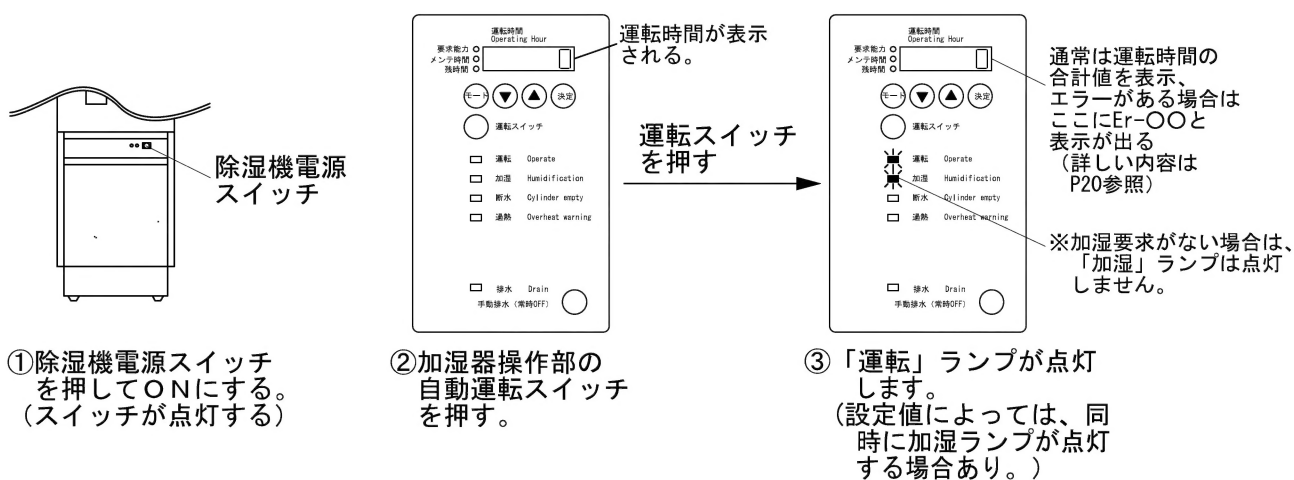 除湿機電源
スイッチ
①除湿機電源スイッチ
を押してＯＮにする。
（スイッチが点灯する）
運転時間
Operating Hour
要求能力
メンテ時間
残時間
0
運転時間が表示
される。
モード ▼ ▲ 決定
運転スイッチ
運転 Operate
加湿 Humidification
断水 Cylinder empty
過熱 Overheat warning
排水 Drain
手動排水（常時OFF）
②加湿器操作部の
自動運転スイッチ
を押す。
運転スイッチ
を押す
運転時間
Operating Hour
要求能力
メンテ時間
残時間
0
モード ▼ ▲ 決定
運転スイッチ
運転 Operate
加湿 Humidification
断水 Cylinder empty
過熱 Overheat warning
排水 Drain
手動排水（常時OFF）
通常は運転時間の
合計値を表示、
エラーがある場合は
ここにEr-〇〇と
表示が出る
（詳しい内容は
P20参照）
※加湿要求がない場合は、
「加湿」ランプは点灯
しません。
③「運転」ランプが点灯
します。
（設定値によっては、同
時に加湿ランプが点灯
する場合あり。）